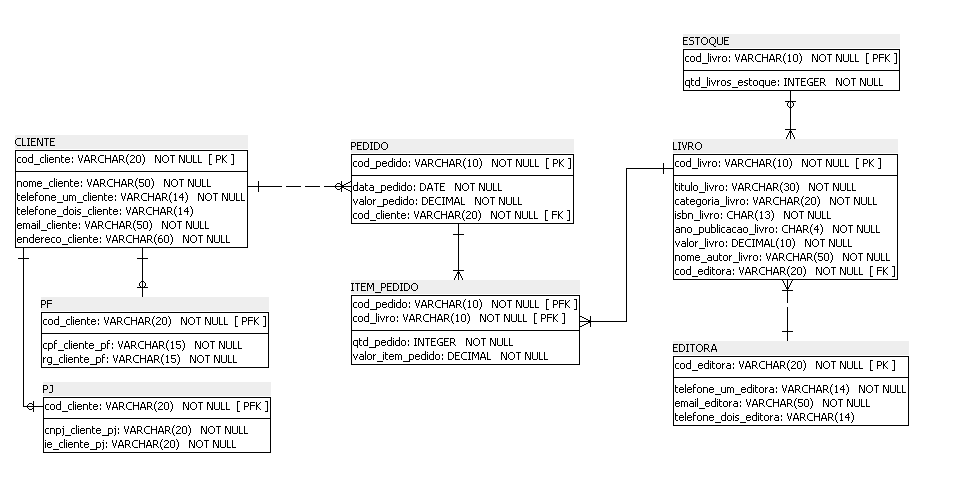 ESTOQUE
cod_livro: VARCHAR(10) NOT NULL [ PFK ]
qtd_livros_estoque: INTEGER NOT NULL
CLIENTE
cod_cliente: VARCHAR(20) NOT NULL [ PK ]
nome_cliente: VARCHAR(50) NOT NULL
telefone_um_cliente: VARCHAR(14) NOT NULL
telefone_dois_cliente: VARCHAR(14)
email_cliente: VARCHAR(50) NOT NULL
endereco_cliente: VARCHAR(60) NOT NULL
PEDIDO
cod_pedido: VARCHAR(10) NOT NULL [ PK ]
data_pedido: DATE NOT NULL
valor_pedido: DECIMAL NOT NULL
cod_cliente: VARCHAR(20) NOT NULL [ FK ]
LIVRO
cod_livro: VARCHAR(10) NOT NULL [ PK ]
titulo_livro: VARCHAR(30) NOT NULL
categoria_livro: VARCHAR(20) NOT NULL
isbn_livro: CHAR(13) NOT NULL
ano_publicacao_livro: CHAR(4) NOT NULL
valor_livro: DECIMAL(10) NOT NULL
nome_autor_livro: VARCHAR(50) NOT NULL
cod_editora: VARCHAR(20) NOT NULL [ FK ]
PF
cod_cliente: VARCHAR(20) NOT NULL [ PFK ]
cpf_cliente_pf: VARCHAR(15) NOT NULL
rg_cliente_pf: VARCHAR(15) NOT NULL
ITEM_PEDIDO
cod_pedido: VARCHAR(10) NOT NULL [ PFK ]
cod_livro: VARCHAR(10) NOT NULL [ PFK ]
qtd_pedido: INTEGER NOT NULL
valor_item_pedido: DECIMAL NOT NULL
EDITORA
cod_editora: VARCHAR(20) NOT NULL [ PK ]
telefone_um_editora: VARCHAR(14) NOT NULL
email_editora: VARCHAR(50) NOT NULL
telefone_dois_editora: VARCHAR(14)
PJ
cod_cliente: VARCHAR(20) NOT NULL [ PFK ]
cnpj_cliente_pj: VARCHAR(20) NOT NULL
ie_cliente_pj: VARCHAR(20) NOT NULL